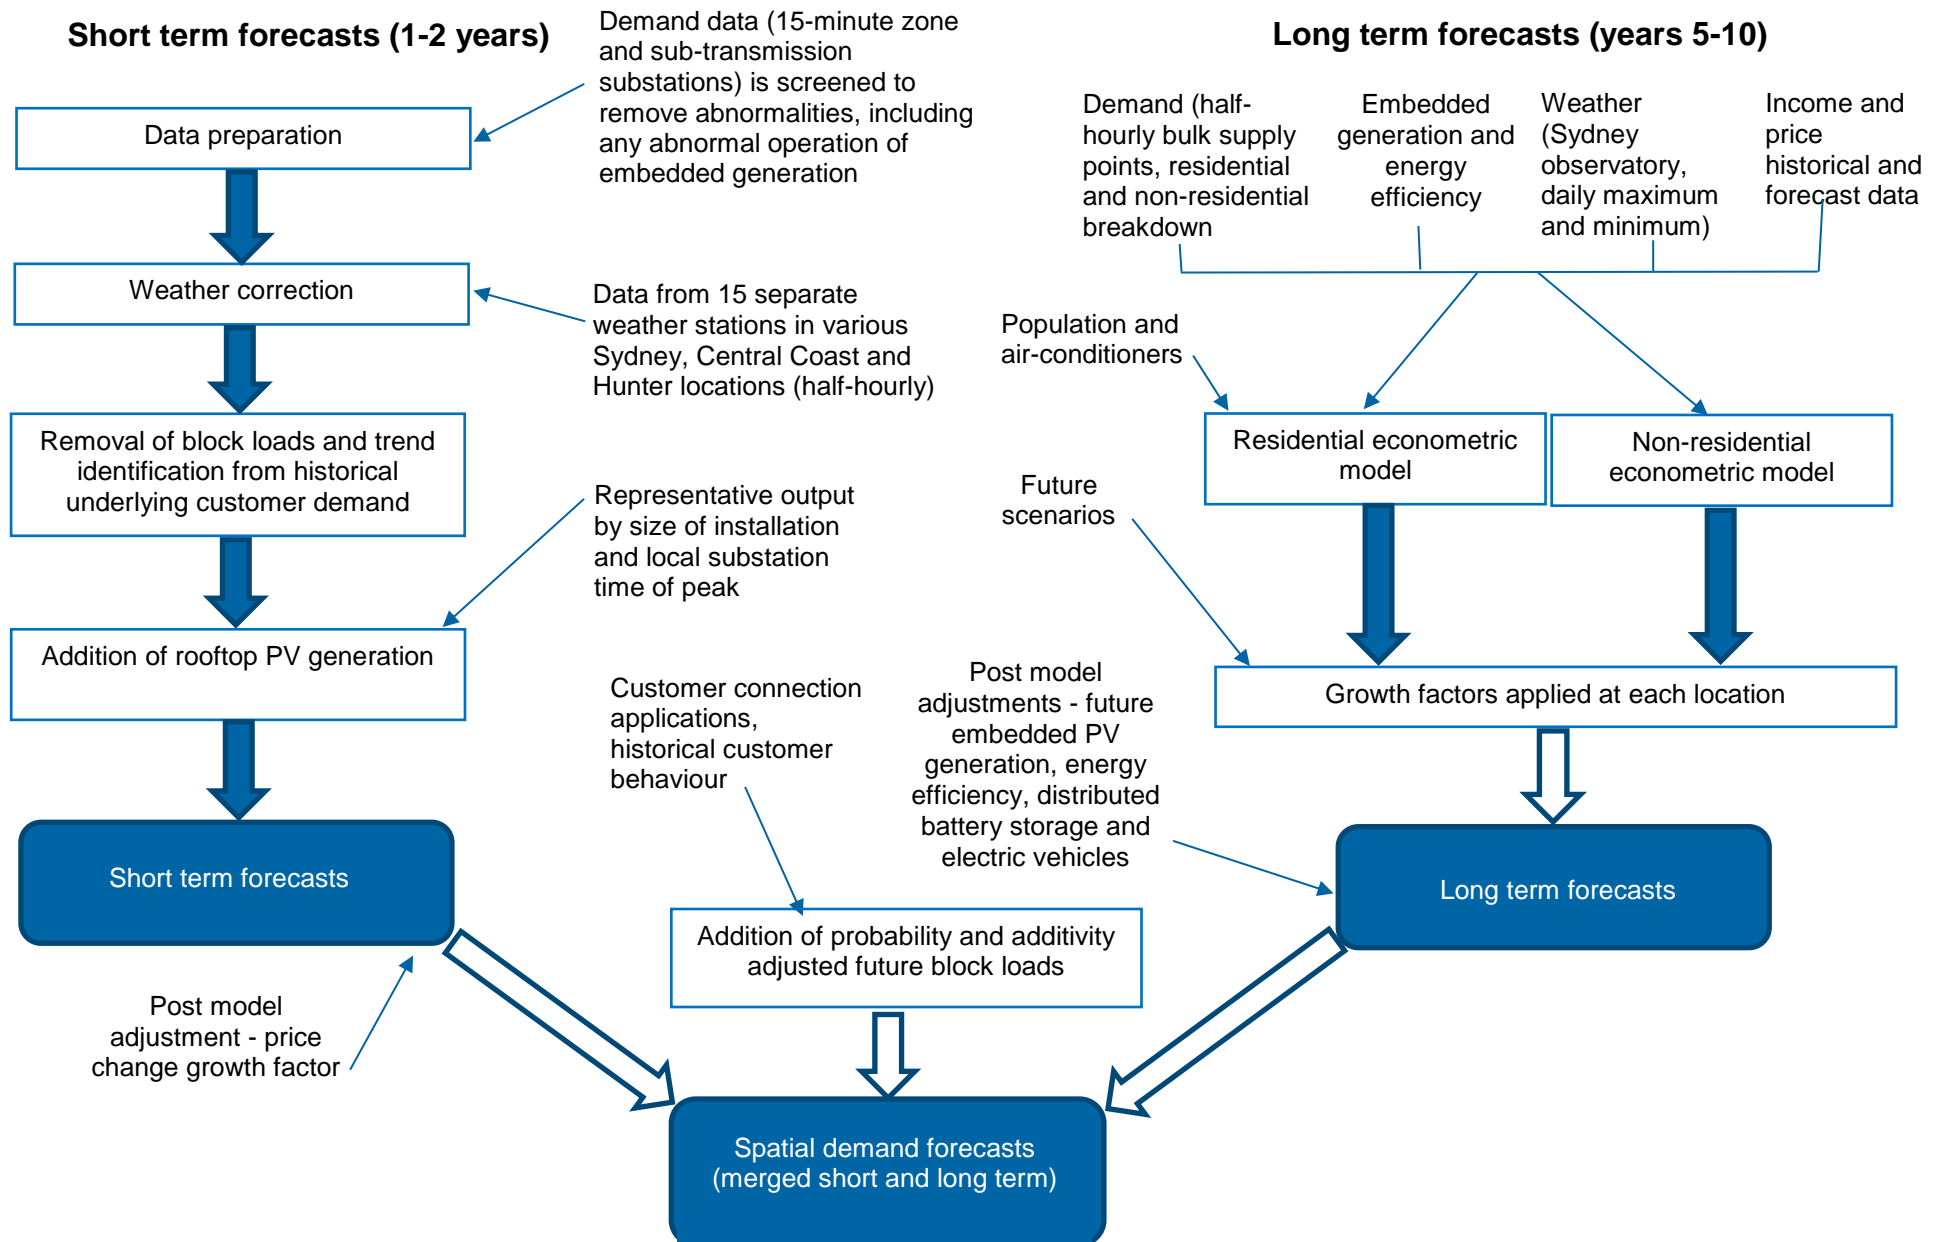 Short term forecasts (1-2 years)
Demand data (15-minute zone
and sub-transmission
substations) is screened to
remove abnormalities, including
any abnormal operation of
embedded generation
Data preparation
Weather correction
Data from 15 separate
weather stations in various
Sydney, Central Coast and
Hunter locations (half-hourly)
Removal of block loads and trend
identification from historical
underlying customer demand
Representative output
by size of installation
and local substation
time of peak
Addition of rooftop PV generation
Short term forecasts
Post model
adjustment - price
change growth factor
Customer connection
applications,
historical customer
behaviour
Addition of probability and additivity
adjusted future block loads
Spatial demand forecasts
(merged short and long term)
Long term forecasts (years 5-10)
Demand (half-
hourly bulk supply
points, residential
and non-residential
breakdown
Embedded
generation and
energy
efficiency
Weather
(Sydney
observatory,
daily maximum
and minimum)
Income and
price
historical and
forecast data
Population and
air-conditioners
Residential econometric
model
Non-residential
econometric model
Future
scenarios
Growth factors applied at each location
Post model
adjustments - future
embedded PV
generation, energy
efficiency, distributed
battery storage and
electric vehicles
Long term forecasts